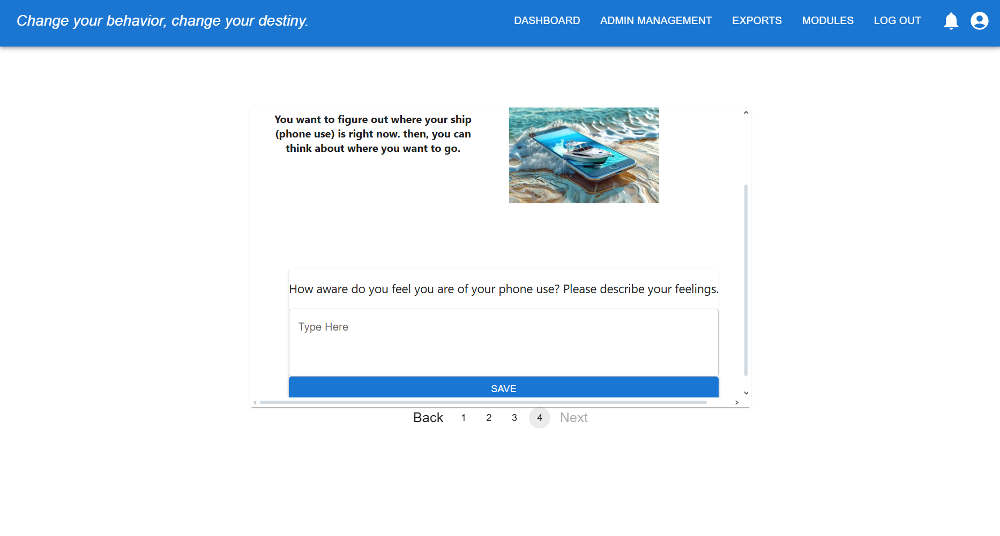 Change your behavior, change your destiny.
DASHBOARD ADMIN MANAGEMENT EXPORTS MODULES LOG OUT
You want to figure out where your ship
(phone use) is right now. then, you can
think about where you want to go.
How aware do you feel you are of your phone use? Please describe your feelings.
Type Here
SAVE
Back 1 2 3 4 Next